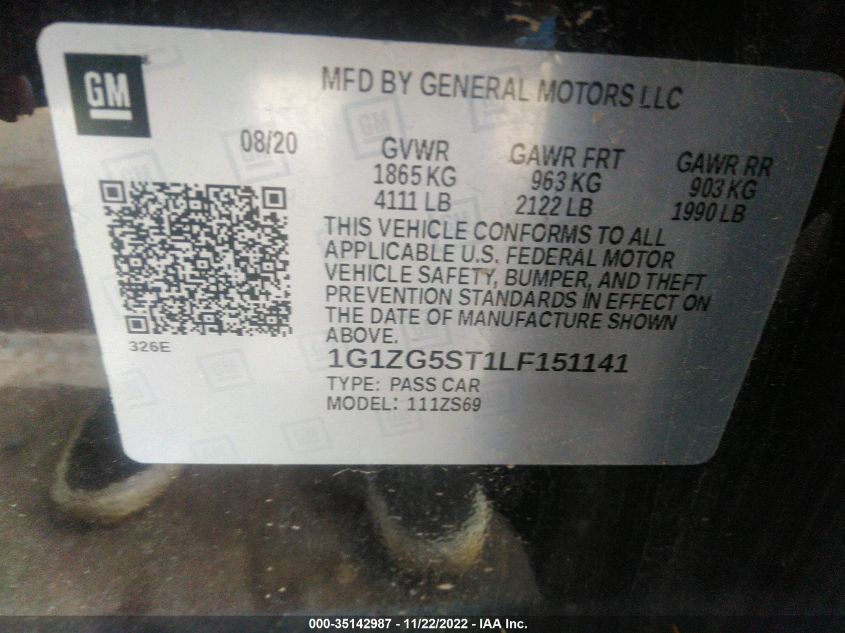 GM
MFD BY GENERAL MOTORS LLC
08/20
GVWR GAWR FRT GAWR RR
1865 KG 963 KG 903 KG
4111 LB 2122 LB 1990 LB
THIS VEHICLE CONFORMS TO ALL
APPLICABLE U.S. FEDERAL MOTOR
VEHICLE SAFETY, BUMPER, AND THEFT
PREVENTION STANDARDS IN EFFECT ON
THE DATE OF MANUFACTURE SHOWN
ABOVE.
326E
1G1ZG5ST1LF151141
TYPE: PASS CAR
MODEL: 111ZS69
000-35142987 - 11/22/2022 - IAA Inc.